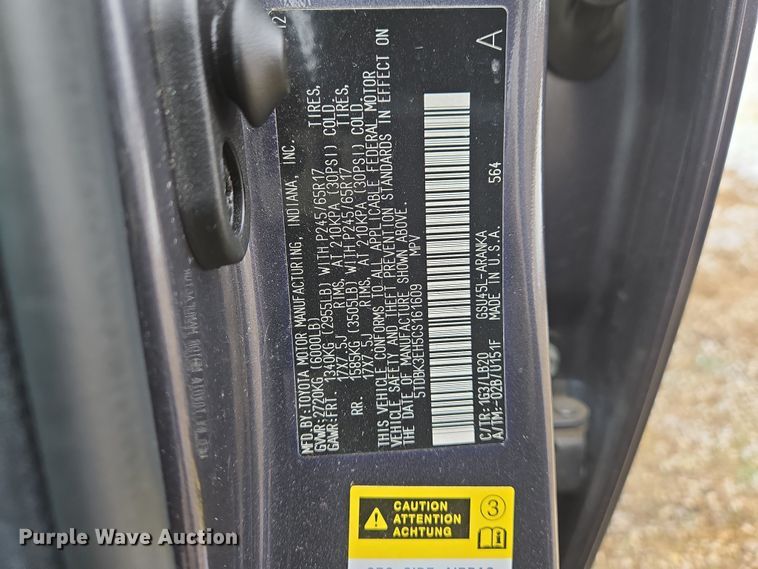 12
MFD.BY:TOYOTA MOTOR MANUFACTURING, INDIANA, INC.
GVWR:2720KG (6000LB)
GAWR:FRT. 1340KG (2955LB) WITH P245/65R17 TIRES,
17X7.5J RIMS, AT 210KPA (30PSI) COLD.
RR. 1585KG (3505LB) WITH P245/65R17 TIRES,
17X7.5J RIMS, AT 210KPA (30PSI) COLD.
THIS VEHICLE CONFORMS TO ALL APPLICABLE FEDERAL MOTOR
VEHICLE SAFETY AND THEFT PREVENTION STANDARDS IN EFFECT ON
THE DATE OF MANUFACTURE SHOWN ABOVE.
5TDBK3EH5CS161609 MPV
C/TR:1G3/LB20 GSU45L-ARANKA A
A/TM:-02B/U151F MADE IN U.S.A. 564
CAUTION
ATTENTION
ACHTUNG
3
Purple Wave Auction